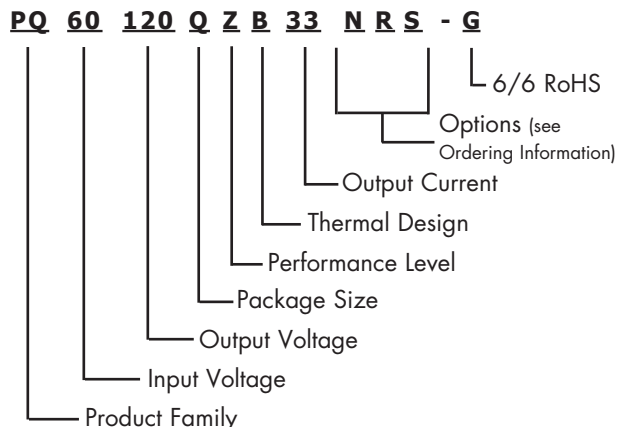 PQ 60 120 Q Z B 33 N R S - G
6/6 RoHS
Options (see
Ordering Information)
Output Current
Thermal Design
Performance Level
Package Size
Output Voltage
Input Voltage
Product Family